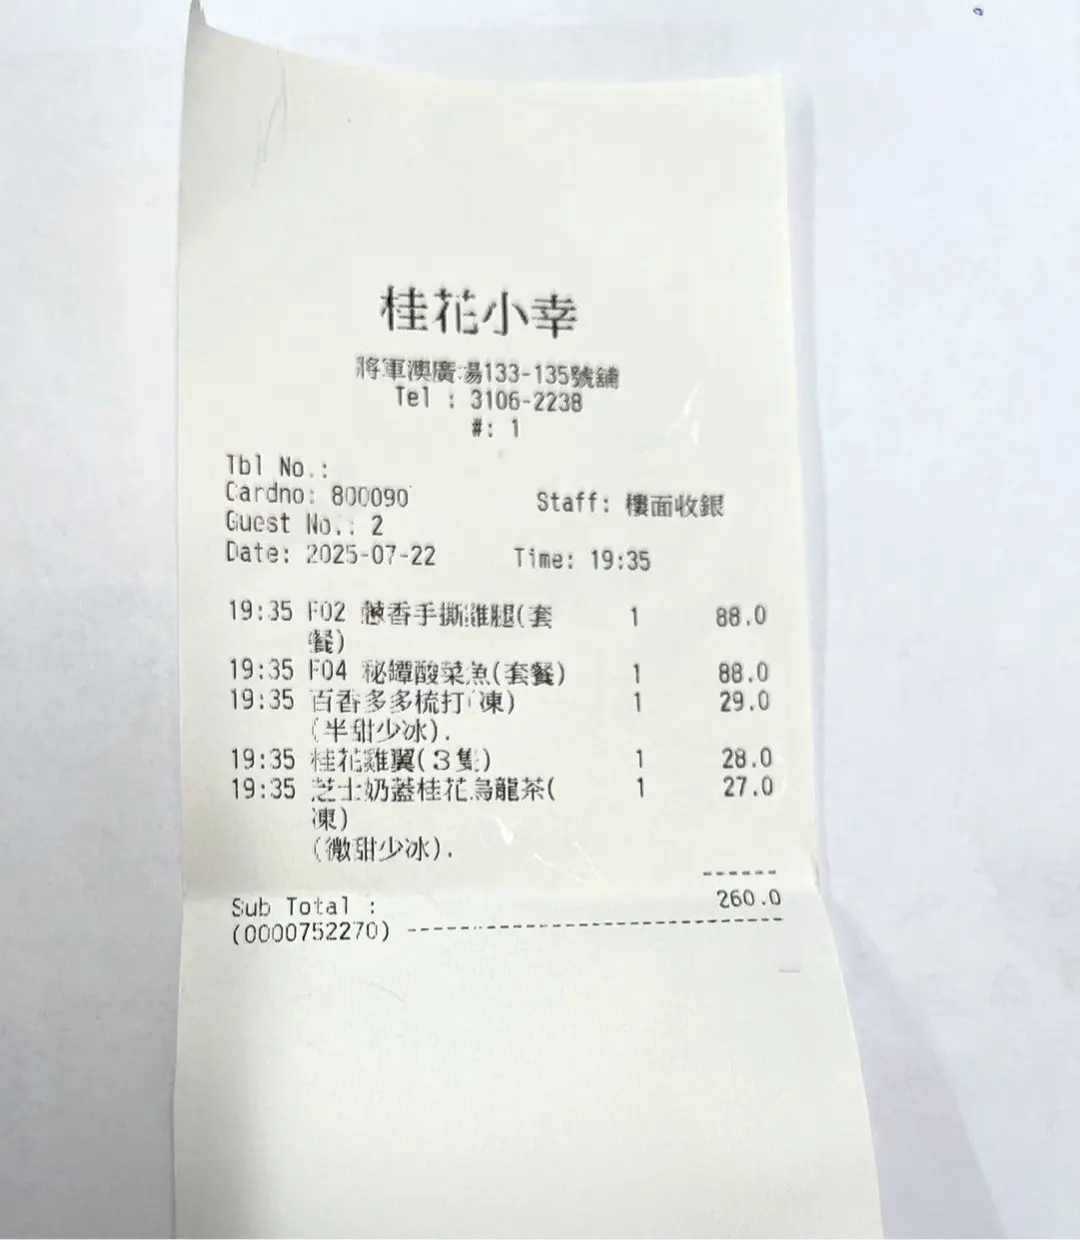 桂花小幸
將軍澳廣場133-135號舖
Tel : 3106-2238
#: 1
Tbl No.:
Cardno: 800090 Staff: 樓面收銀
Guest No.: 2
Date: 2025-07-22 Time: 19:35
19:35 F02 蔥香手撕雞腿(套 1 88.0
餐)
19:35 F04 秘罈酸菜魚(套餐) 1 88.0
19:35 百香多多梳打(凍) 1 29.0
(半甜少冰).
19:35 桂花雞翼(3隻) 1 28.0
19:35 芝士奶蓋桂花烏龍茶( 1 27.0
凍)
(微甜少冰).
------
Sub Total : 260.0
(0000752270) ------------------------------